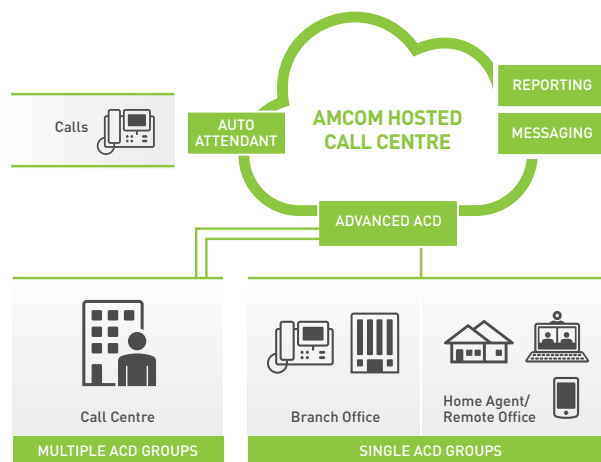 REPORTING
Calls
AUTO
ATTENDANT
AMCOM HOSTED
CALL CENTRE
MESSAGING
ADVANCED ACD
Call Centre
Branch Office
Home Agent/
Remote Office
MULTIPLE ACD GROUPS
SINGLE ACD GROUPS